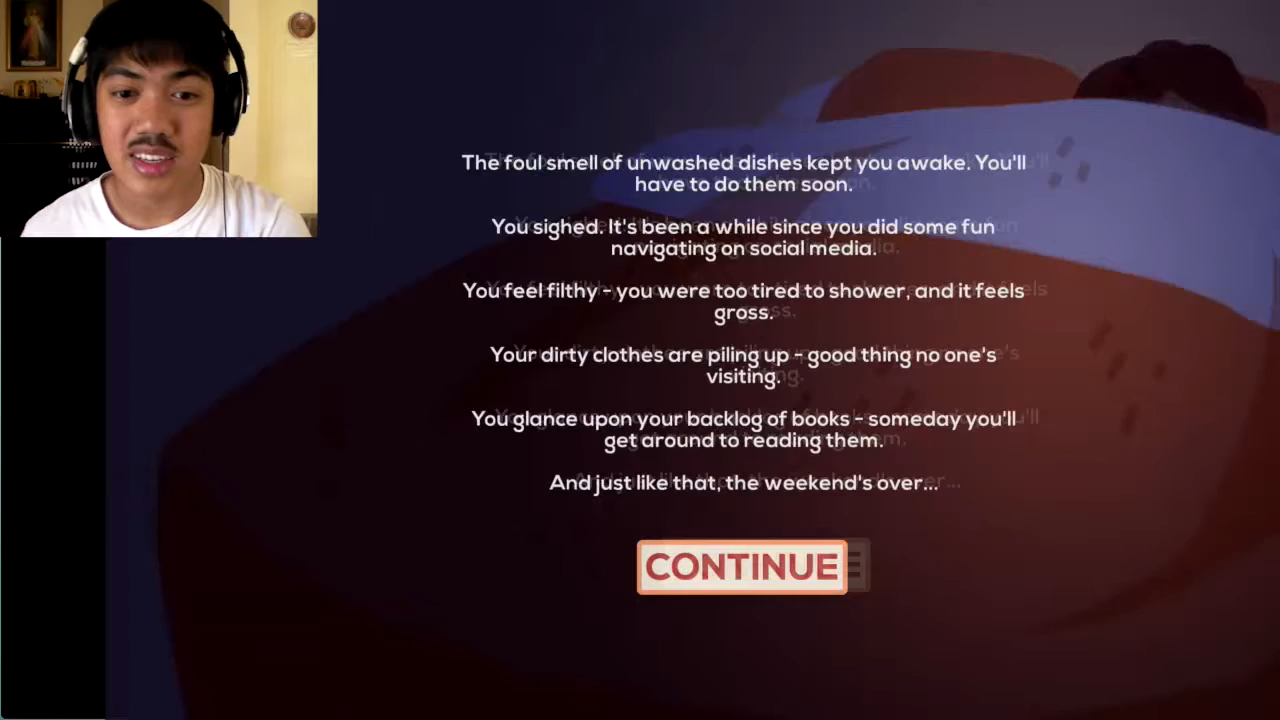 The foul smell of unwashed dishes kept you awake. You'll
have to do them soon.
You sighed. It's been a while since you did some fun
navigating on social media.
You feel filthy - you were too tired to shower, and it feels
gross.
Your dirty clothes are piling up - good thing no one's
visiting.
You glance upon your backlog of books - someday you'll
get around to reading them.
And just like that, the weekend's over...
CONTINUE